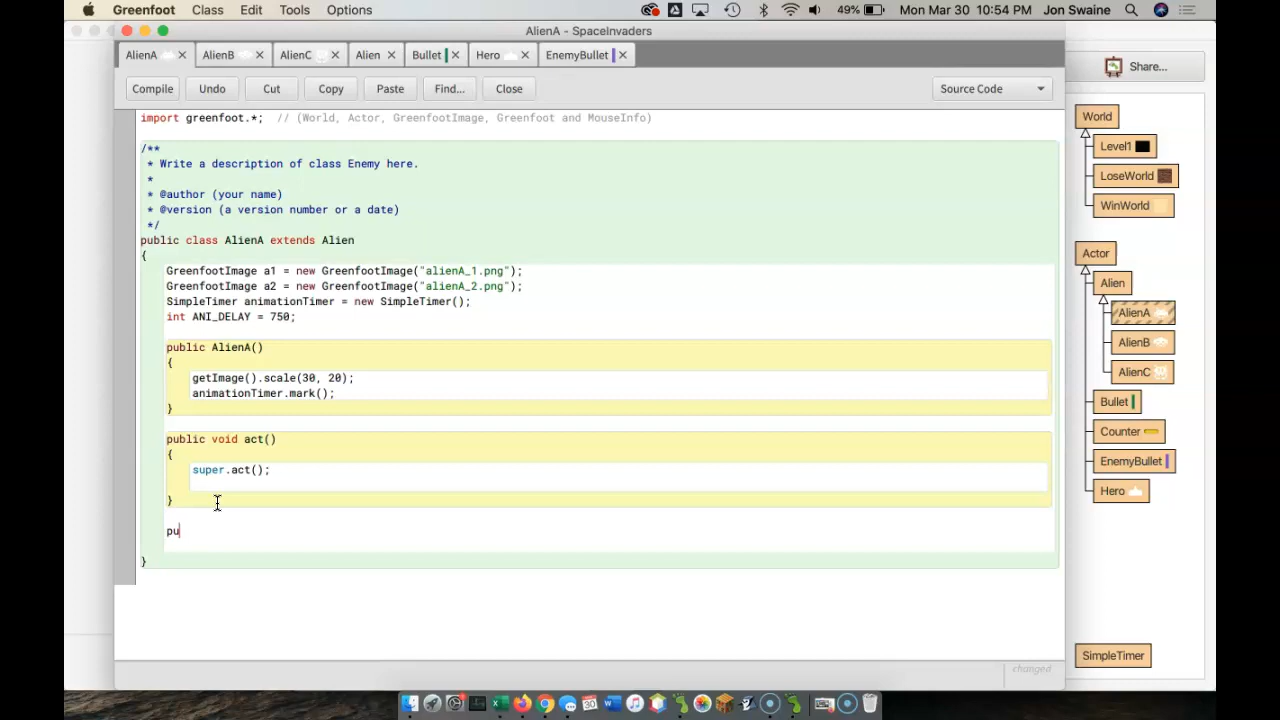 Greenfoot Class Edit Tools Options 49% Mon Mar 30 10:54 PM Jon Swaine
AlienA - SpaceInvaders
AlienA AlienB AlienC Alien Bullet Hero EnemyBullet
Compile Undo Cut Copy Paste Find... Close Source Code
Share...
import greenfoot.*;  // (World, Actor, GreenfootImage, Greenfoot and MouseInfo)
/**
 * Write a description of class Enemy here.
 *
 * @author (your name)
 * @version (a version number or a date)
 */
public class AlienA extends Alien
{
GreenfootImage a1 = new GreenfootImage("alienA_1.png");
GreenfootImage a2 = new GreenfootImage("alienA_2.png");
SimpleTimer animationTimer = new SimpleTimer();
int ANI_DELAY = 750;
public AlienA()
{
getImage().scale(30, 20);
animationTimer.mark();
}
public void act()
{
super.act();
}
pu
}
changed
World
Level1
LoseWorld
WinWorld
Actor
Alien
AlienA
AlienB
AlienC
Bullet
Counter
EnemyBullet
Hero
SimpleTimer
30